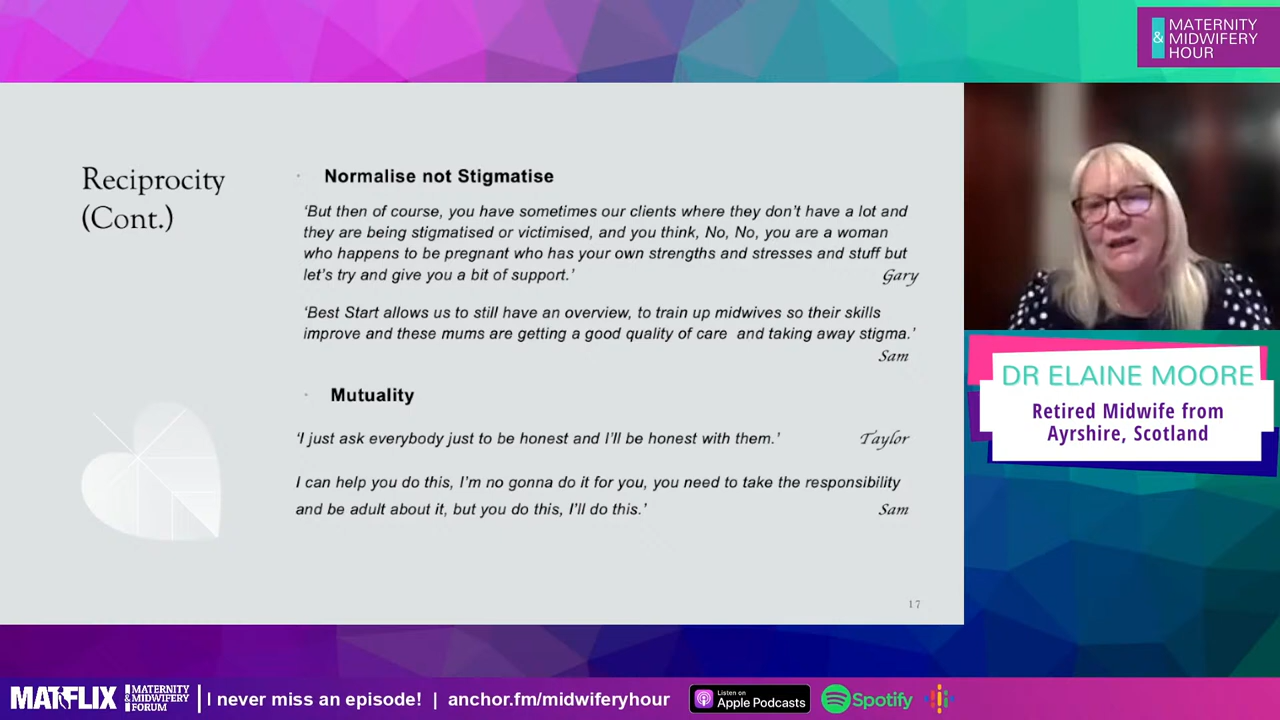 & MATERNITY
MIDWIFERY
HOUR
Reciprocity
(Cont.)
Normalise not Stigmatise
‘But then of course, you have sometimes our clients where they don’t have a lot and
they are being stigmatised or victimised, and you think, No, No, you are a woman
who happens to be pregnant who has your own strengths and stresses and stuff but
let’s try and give you a bit of support.’
Gary
‘Best Start allows us to still have an overview, to train up midwives so their skills
improve and these mums are getting a good quality of care and taking away stigma.’
Sam
Mutuality
‘I just ask everybody just to be honest and I’ll be honest with them.’ Taylor
I can help you do this, I’m no gonna do it for you, you need to take the responsibility
and be adult about it, but you do this, I’ll do this.’ Sam
17
DR ELAINE MOORE
Retired Midwife from
Ayrshire, Scotland
MATFLIX
MATERNITY
& MIDWIFERY
FORUM
I never miss an episode! | anchor.fm/midwiferyhour
Listen on
Apple Podcasts
Spotify